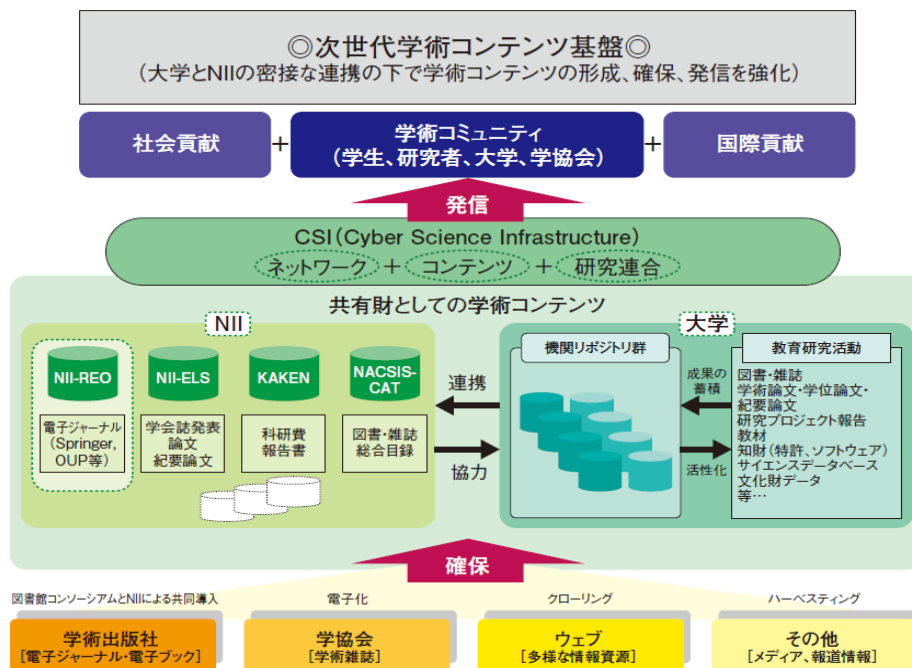 ◎次世代学術コンテンツ基盤◎
(大学とNIIの密接な連携の下で学術コンテンツの形成、確保、発信を強化)
社会貢献
+
学術コミュニティ
(学生、研究者、大学、学協会)
+
国際貢献
発信
CSI(Cyber Science Infrastructure)
ネットワーク + コンテンツ + 研究連合
共有財としての学術コンテンツ
NII
NII-REO
NII-ELS
KAKEN
NACSIS-
CAT
電子ジャーナル
(Springer,
OUP等)
学会誌発表
論文
紀要論文
科研費
報告書
図書・雑誌
総合目録
連携
協力
大学
機関リポジトリ群
成果の
蓄積
活性化
教育研究活動
図書・雑誌
学術論文・学位論文・
紀要論文
研究プロジェクト報告
教材
知財(特許、ソフトウェア)
サイエンスデータベース
文化財データ
等…
確保
図書館コンソーシアムとNIIによる共同導入
電子化
クローリング
ハーベスティング
学術出版社
[電子ジャーナル・電子ブック]
学協会
[学術雑誌]
ウェブ
[多様な情報資源]
その他
[メディア、報道情報]